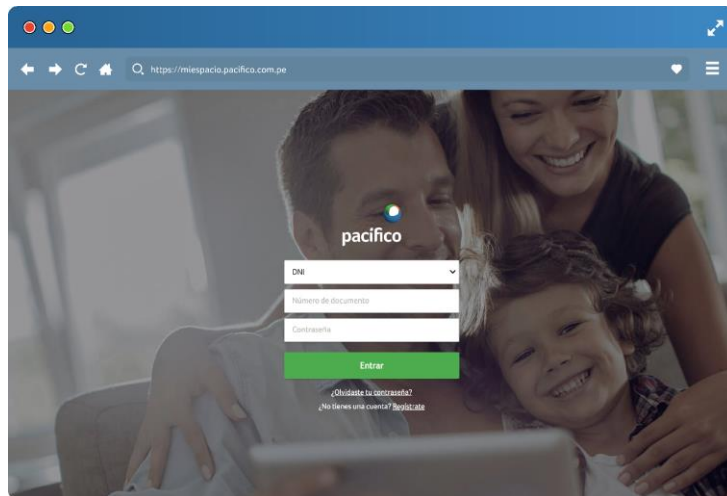 https://miespacio.pacifico.com.pe
pacífico
DNI
Número de documento
Contraseña
Entrar
¿Olvidaste tu contraseña?
¿No tienes una cuenta? Regístrate